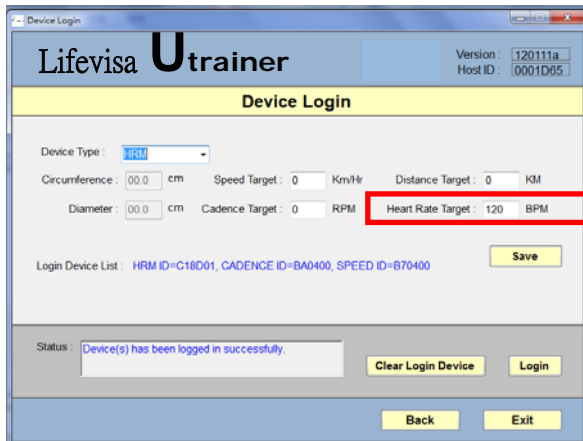 Device Login
Lifevisa Utrainer
Version : 120111a
Host ID : 0001D65
Device Login
Device Type : HRM
Circumference : 00.0 cm Speed Target : 0 Km/Hr Distance Target : 0 KM
Diameter : 00.0 cm Cadence Target : 0 RPM Heart Rate Target : 120 BPM
Save
Login Device List : HRM ID=C18D01, CADENCE ID=BA0400, SPEED ID=B70400
Status : Device(s) has been logged in successfully.
Clear Login Device Login
Back Exit